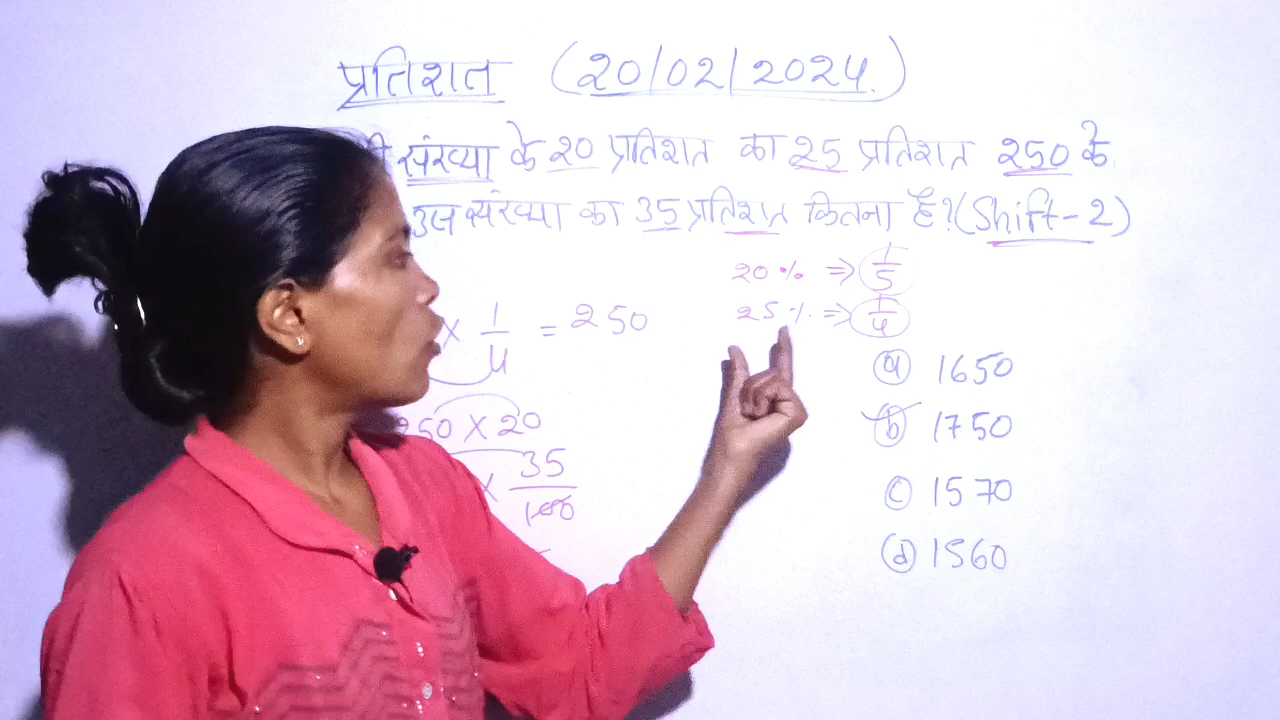 प्रतिशत (20/02/2024)
संख्या के 20 प्रतिशत का 25 प्रतिशत 250 के
उस संख्या का 35 प्रतिशत कितना है? (Shift-2)
20% ⇒ 1/5
25% ⇒ 1/4
x 1/4 = 250
250 x 20
x 35/100
(a) 1650
(b) 1750
(c) 1570
(d) 1560